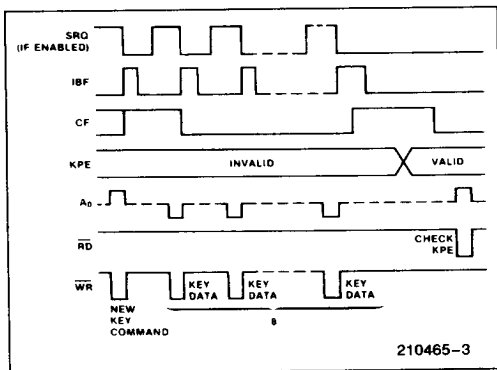 SRQ
(IF ENABLED)
IBF
CF
KPE
INVALID
VALID
A0
RD
CHECK
KPE
WR
KEY
DATA
KEY
DATA
KEY
DATA
NEW
KEY
COMMAND
8
210465-3